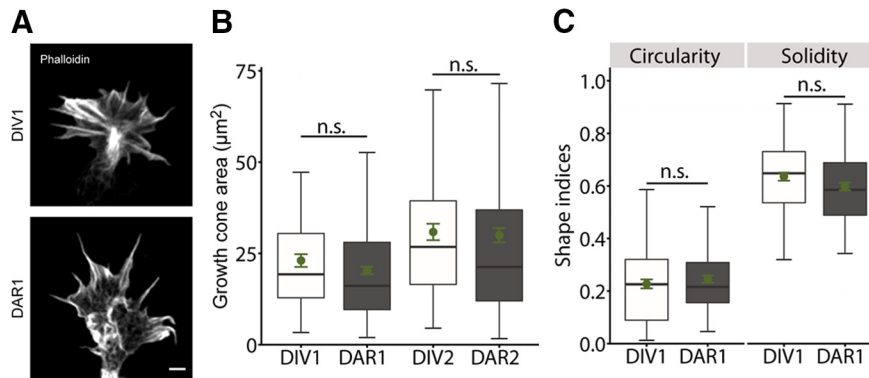 A
Phalloidin
DIV1
DAR1
B
Growth cone area (µm²)
75
50
25
0
n.s.
n.s.
DIV1 DAR1 DIV2 DAR2
C
Circularity Solidity
Shape indices
1.0
0.8
0.6
0.4
0.2
0.0
n.s.
n.s.
DIV1 DAR1 DIV1 DAR1